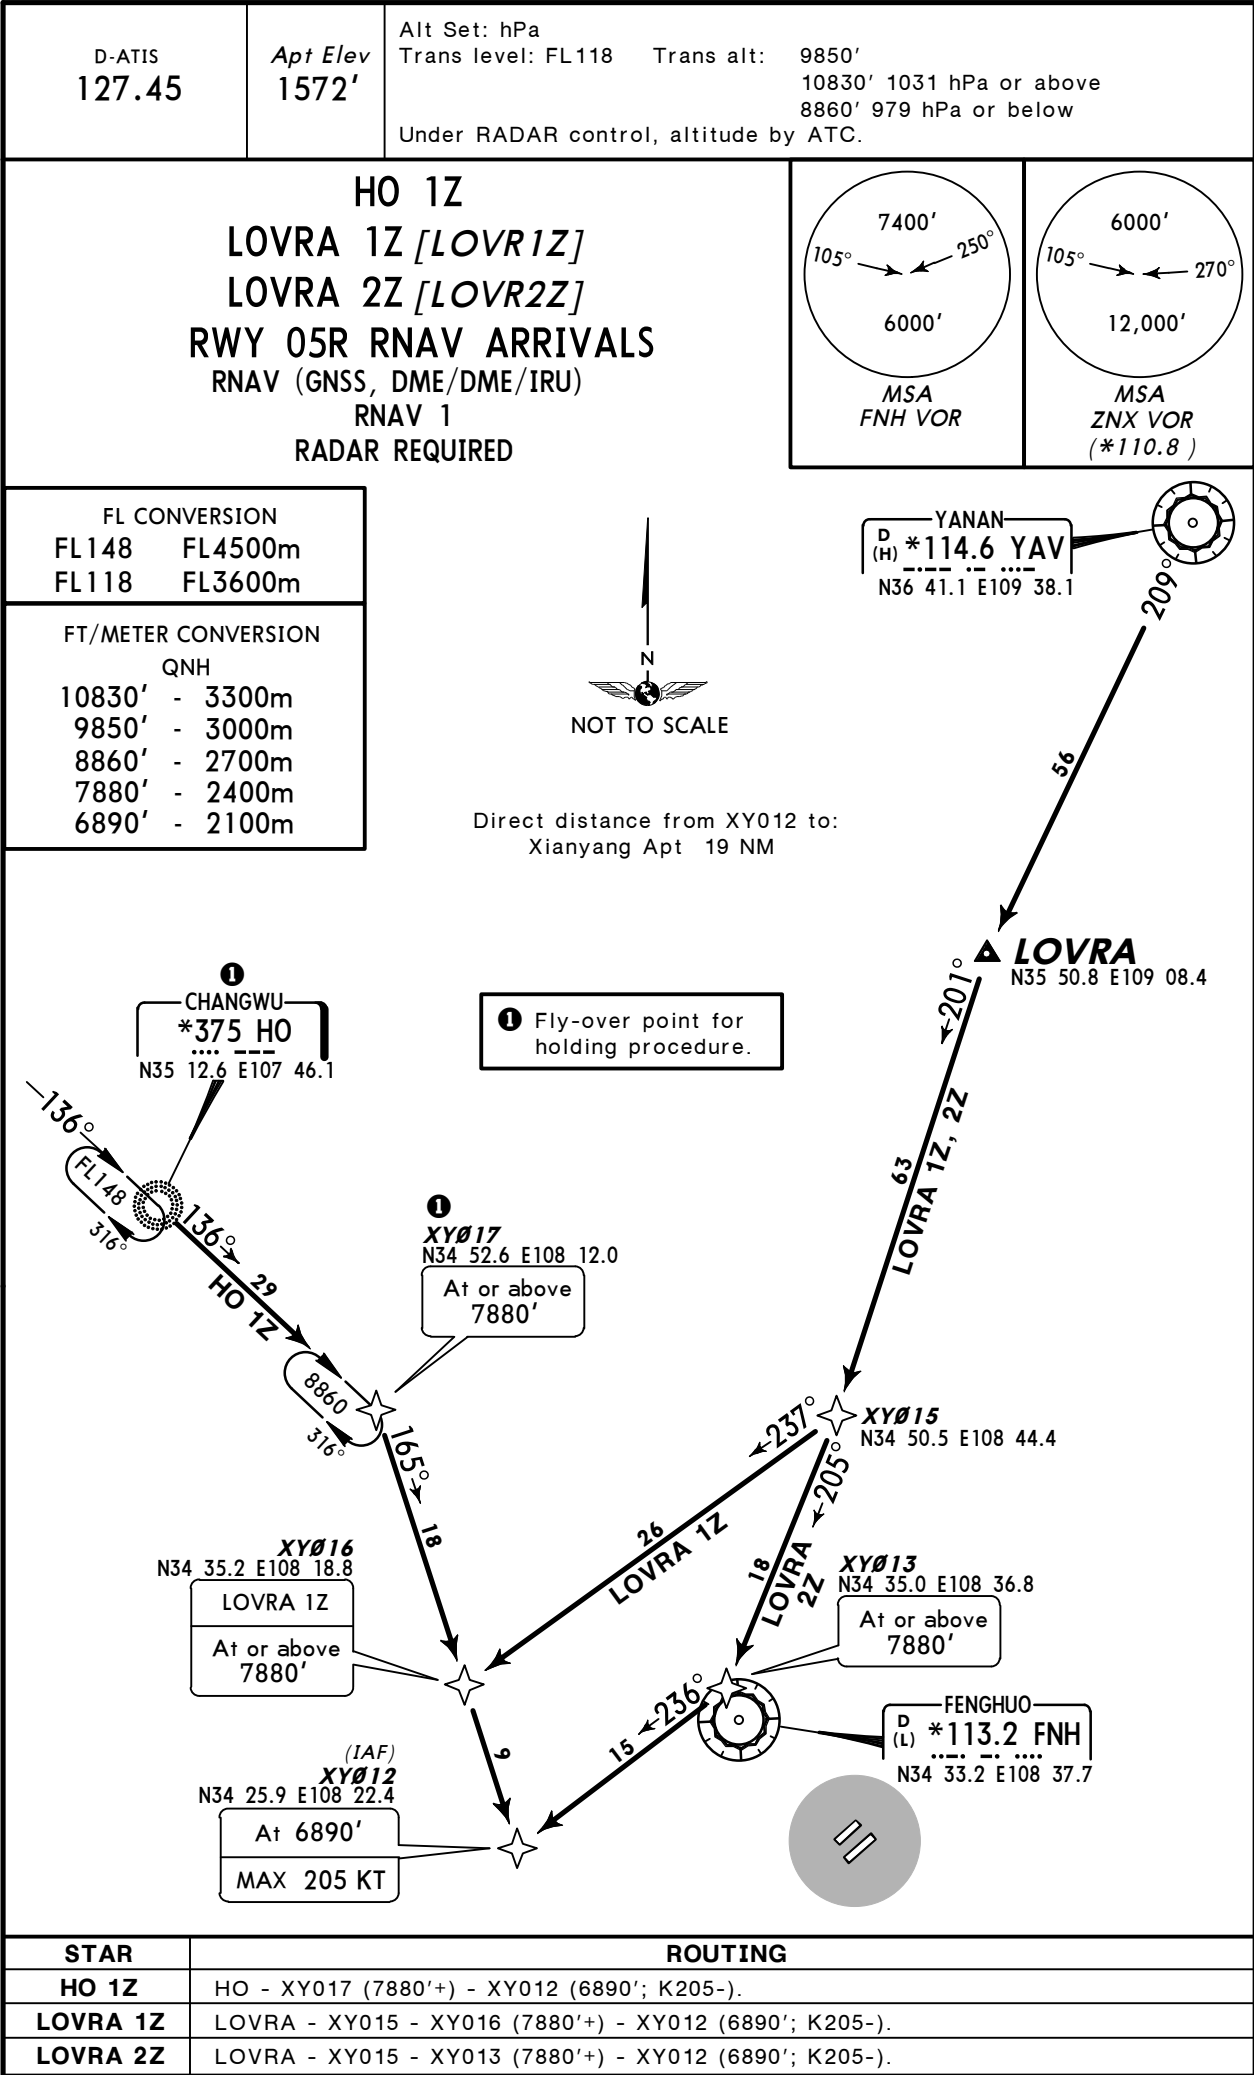 D-ATIS
127.45
Apt Elev
1572'
Alt Set: hPa
Trans level: FL118 Trans alt: 9850'
10830' 1031 hPa or above
8860' 979 hPa or below
Under RADAR control, altitude by ATC.
HO 1Z
LOVRA 1Z [LOVR1Z]
LOVRA 2Z [LOVR2Z]
RWY 05R RNAV ARRIVALS
RNAV (GNSS, DME/DME/IRU)
RNAV 1
RADAR REQUIRED
7400'
105°
250°
6000'
MSA
FNH VOR
6000'
105°
270°
12,000'
MSA
ZNX VOR
(*110.8 )
FL CONVERSION
FL148 FL4500m
FL118 FL3600m
FT/METER CONVERSION
QNH
10830' - 3300m
9850' - 3000m
8860' - 2700m
7880' - 2400m
6890' - 2100m
N
NOT TO SCALE
Direct distance from XY012 to:
Xianyang Apt 19 NM
YANAN
D
(H) *114.6 YAV
N36 41.1 E109 38.1
209°
56
LOVRA
N35 50.8 E109 08.4
201°
63
LOVRA 1Z, 2Z
1
CHANGWU
*375 HO
N35 12.6 E107 46.1
1 Fly-over point for
holding procedure.
136°
FL148
316°
136°
29
HO 1Z
1
XYØ17
N34 52.6 E108 12.0
At or above
7880'
8860
316°
165°
18
237°
XYØ15
N34 50.5 E108 44.4
205°
26
LOVRA 1Z
18
LOVRA
2Z
XYØ16
N34 35.2 E108 18.8
LOVRA 1Z
At or above
7880'
XYØ13
N34 35.0 E108 36.8
At or above
7880'
236°
15
FENGHUO
D
(L) *113.2 FNH
N34 33.2 E108 37.7
9
(IAF)
XYØ12
N34 25.9 E108 22.4
At 6890'
MAX 205 KT
STAR ROUTING
HO 1Z HO - XY017 (7880'+) - XY012 (6890'; K205-).
LOVRA 1Z LOVRA - XY015 - XY016 (7880'+) - XY012 (6890'; K205-).
LOVRA 2Z LOVRA - XY015 - XY013 (7880'+) - XY012 (6890'; K205-).